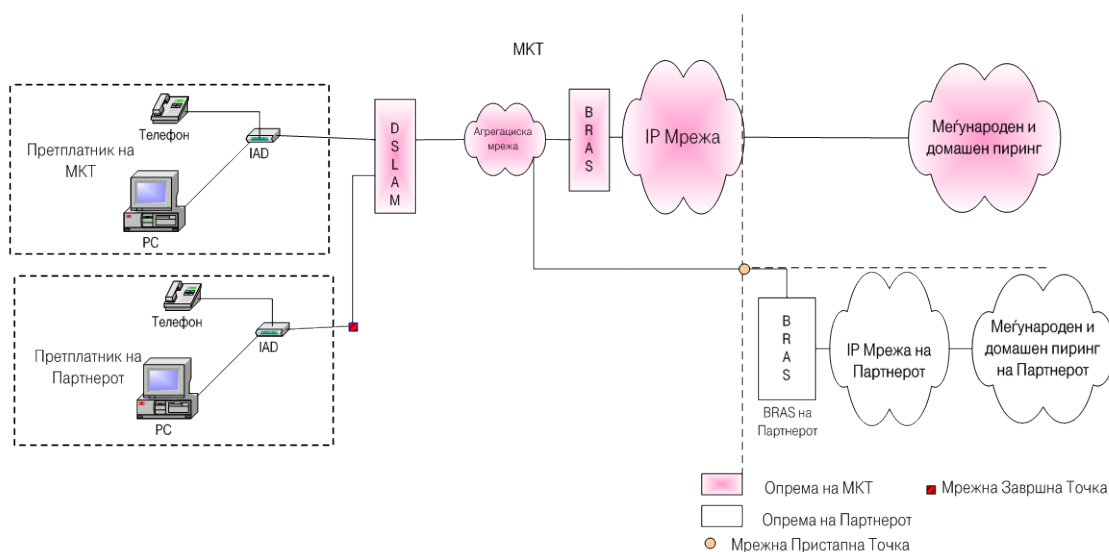 МКТ
Телефон
IAD
Претплатник на
МКТ
PC
D
S
L
A
M
Агрегациска
мрежа
B
R
A
S
IP Мрежа
Меѓународен и
домашен пиринг
Телефон
IAD
Претплатник на
Партнерот
PC
B
R
A
S
BRAS на
Партнерот
IP Мрежа на
Партнерот
Меѓународен и
домашен пиринг
на Партнерот
Опрема на МКТ
Мрежна Завршна Точка
Опрема на Партнерот
Мрежна Пристапна Точка